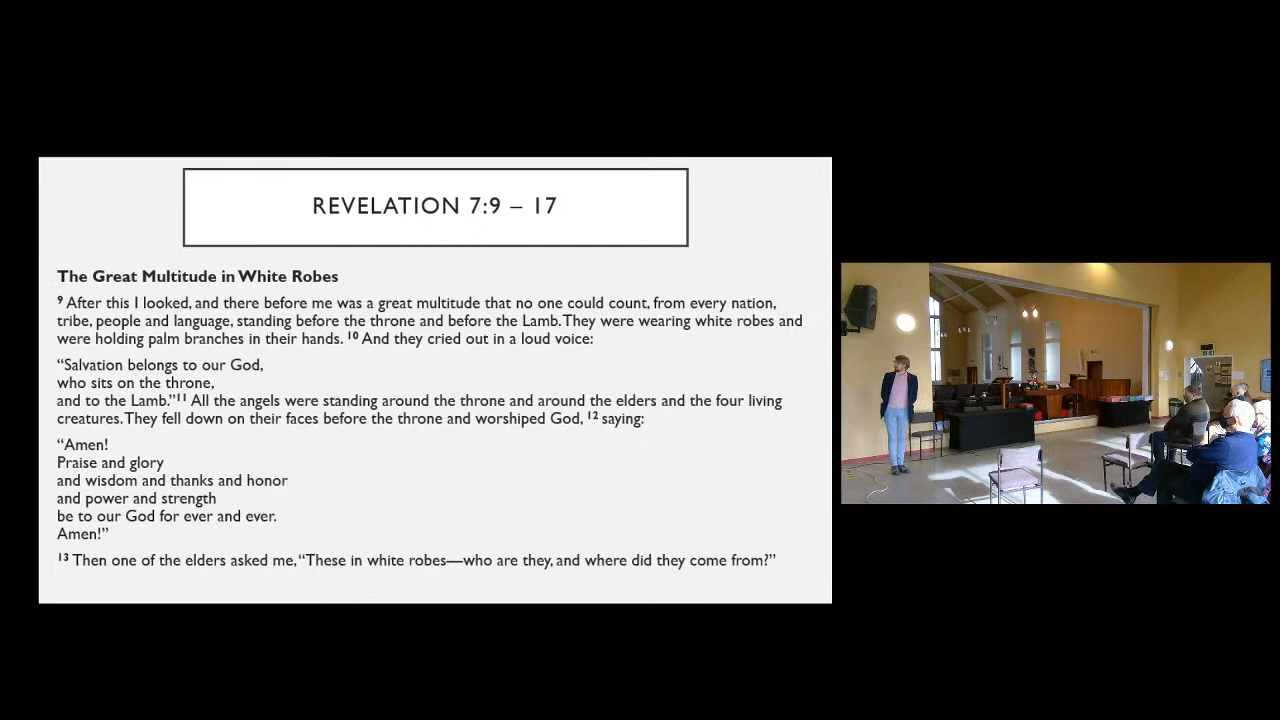 REVELATION 7:9 – 17
The Great Multitude in White Robes
9 After this I looked, and there before me was a great multitude that no one could count, from every nation,
tribe, people and language, standing before the throne and before the Lamb. They were wearing white robes and
were holding palm branches in their hands. 10 And they cried out in a loud voice:
“Salvation belongs to our God,
who sits on the throne,
and to the Lamb.”11 All the angels were standing around the throne and around the elders and the four living
creatures. They fell down on their faces before the throne and worshiped God, 12 saying:
“Amen!
Praise and glory
and wisdom and thanks and honor
and power and strength
be to our God for ever and ever.
Amen!”
13 Then one of the elders asked me, “These in white robes—who are they, and where did they come from?”